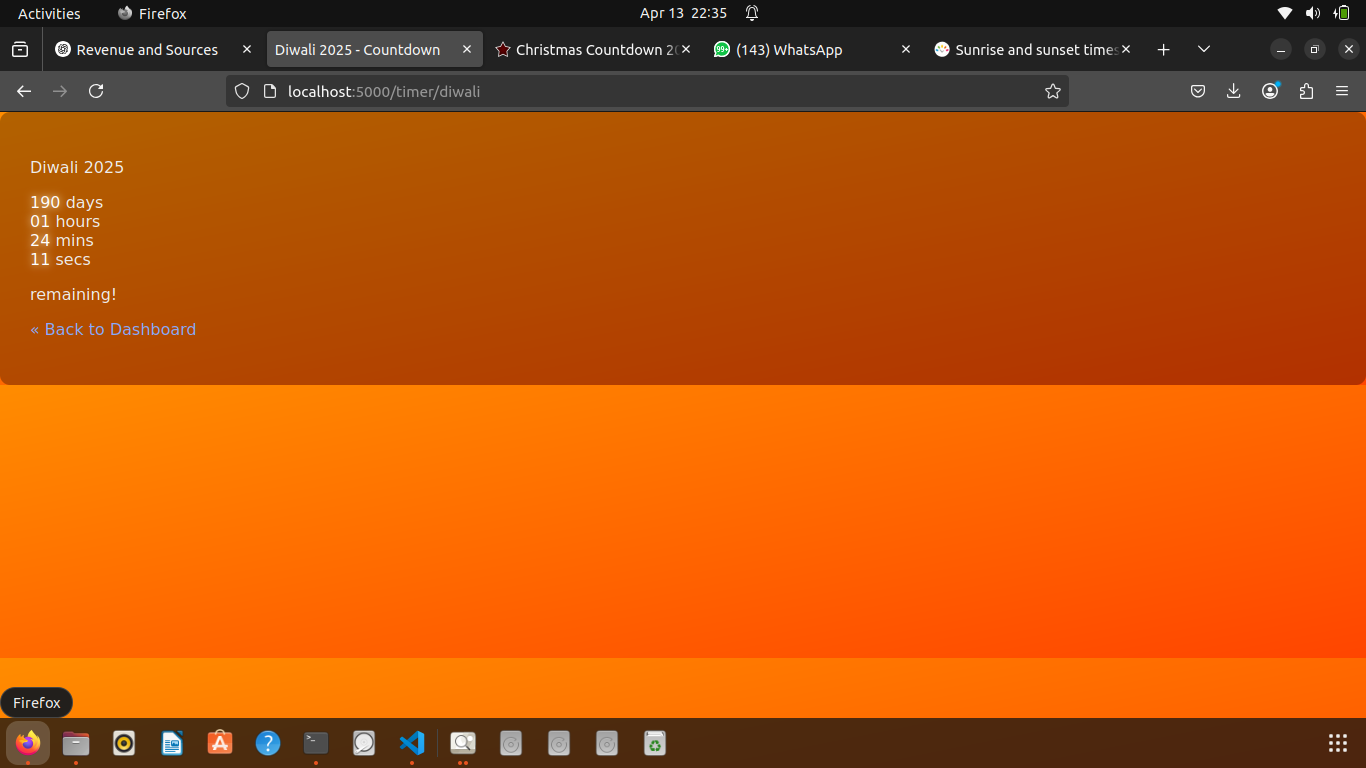 Activities
Firefox
Apr 13 22:35
Revenue and Sources
Diwali 2025 - Countdown
Christmas Countdown 20
99+
(143) WhatsApp
Sunrise and sunset times
localhost:5000/timer/diwali
Diwali 2025
190 days
01 hours
24 mins
11 secs
remaining!
« Back to Dashboard
Firefox